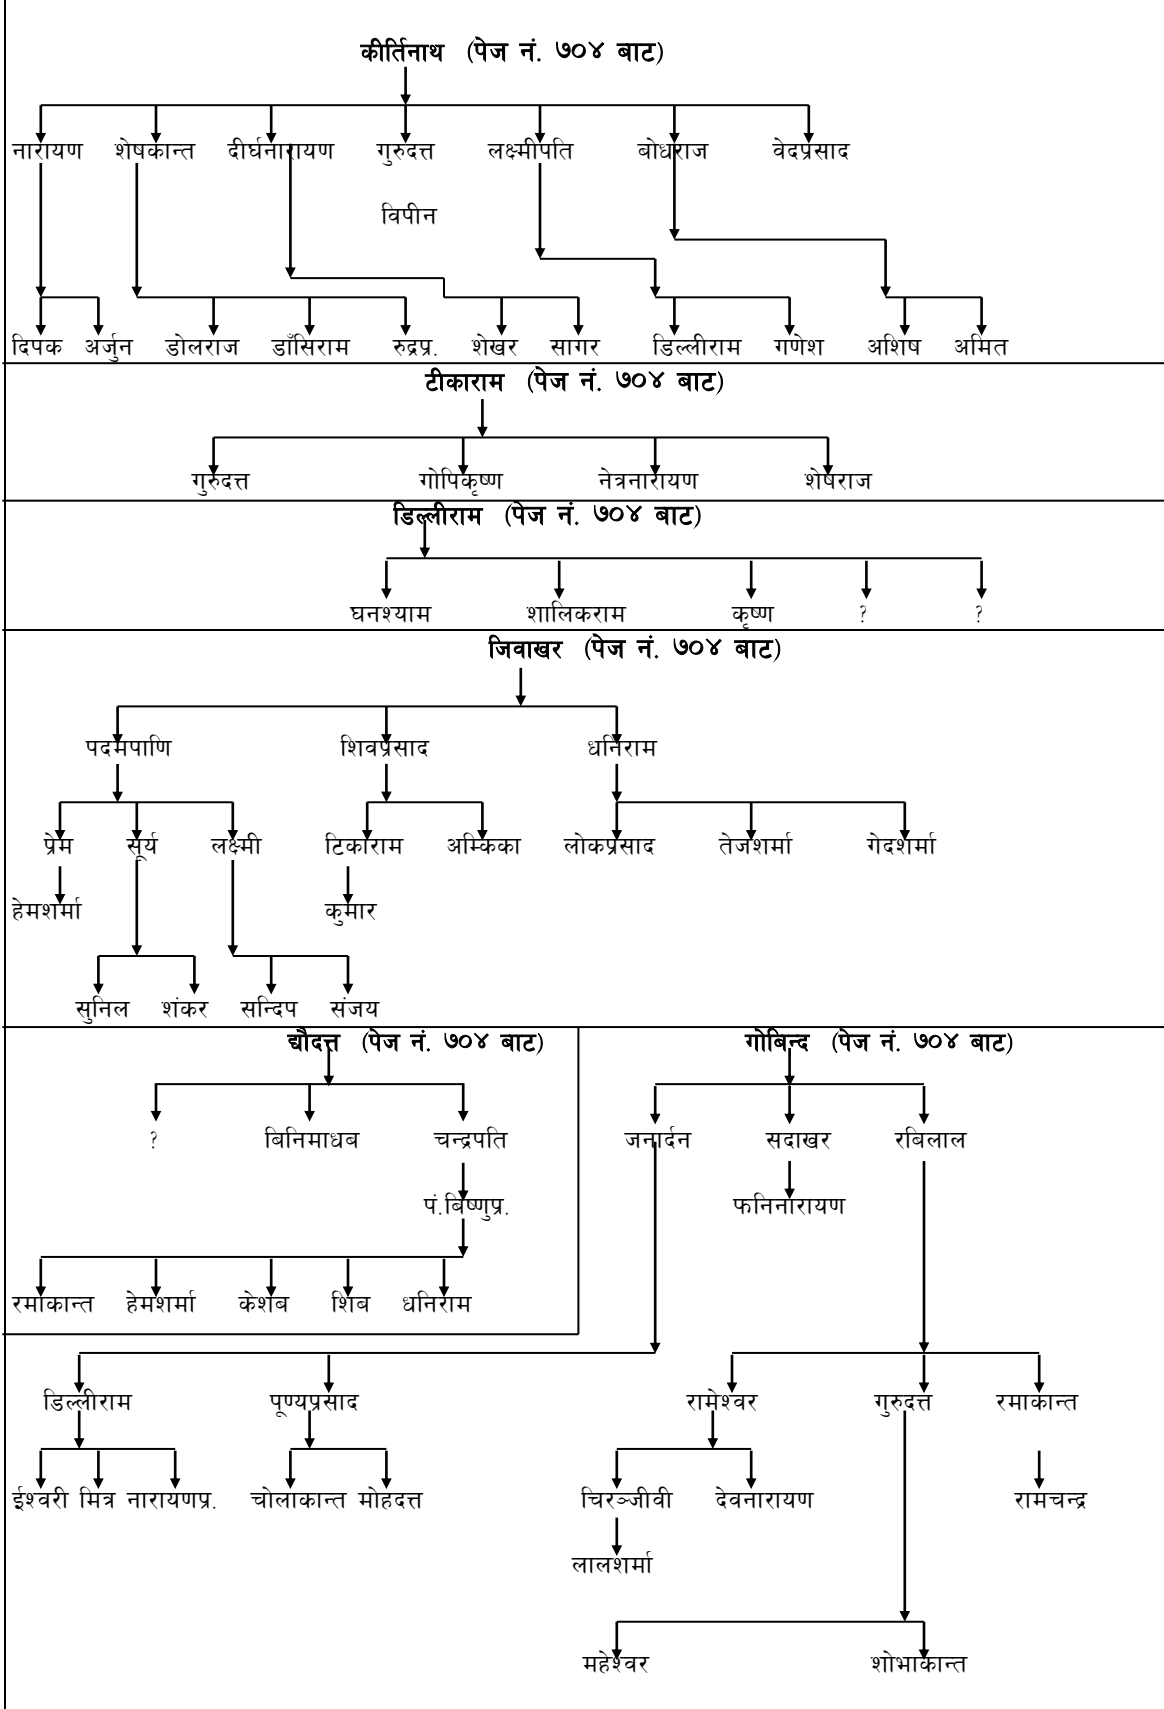 कीर्तिनाथ (पेज नं. ७०४ बाट)
नारायण शेषकान्त दीर्घनारायण गुरुदत्त लक्ष्मीपति बोधराज वेदप्रसाद
विपीन
दिपक अर्जुन डोलराज डाँसिराम रुद्रप्र. शेखर सागर डिल्लीराम गणेश अशिष अमित
टीकाराम (पेज नं. ७०४ बाट)
गुरुदत्त गोपिकृष्ण नेत्रनारायण शेषराज
डिल्लीराम (पेज नं. ७०४ बाट)
घनश्याम शालिकराम कृष्ण ? ?
जिवाखर (पेज नं. ७०४ बाट)
पदमपाणि शिवप्रसाद धनिराम
प्रेम सूर्य लक्ष्मी टिकाराम अम्किका लोकप्रसाद तेजशर्मा गेदशर्मा
हेमशर्मा कुमार
सुनिल शंकर सन्दिप संजय
द्यौदत्त (पेज नं. ७०४ बाट) गोबिन्द (पेज नं. ७०४ बाट)
? बिनिमाधब चन्द्रपति जनार्दन सदाखर रबिलाल
पं.बिष्णुप्र. फनिनारायण
रमाकान्त हेमशर्मा केशब शिब धनिराम
डिल्लीराम पूण्यप्रसाद रामेश्वर गुरुदत्त रमाकान्त
ईश्वरी मित्र नारायणप्र. चोलाकान्त मोहदत्त चिरञ्जीवी देवनारायण रामचन्द्र
लालशर्मा
महेश्वर शोभाकान्त